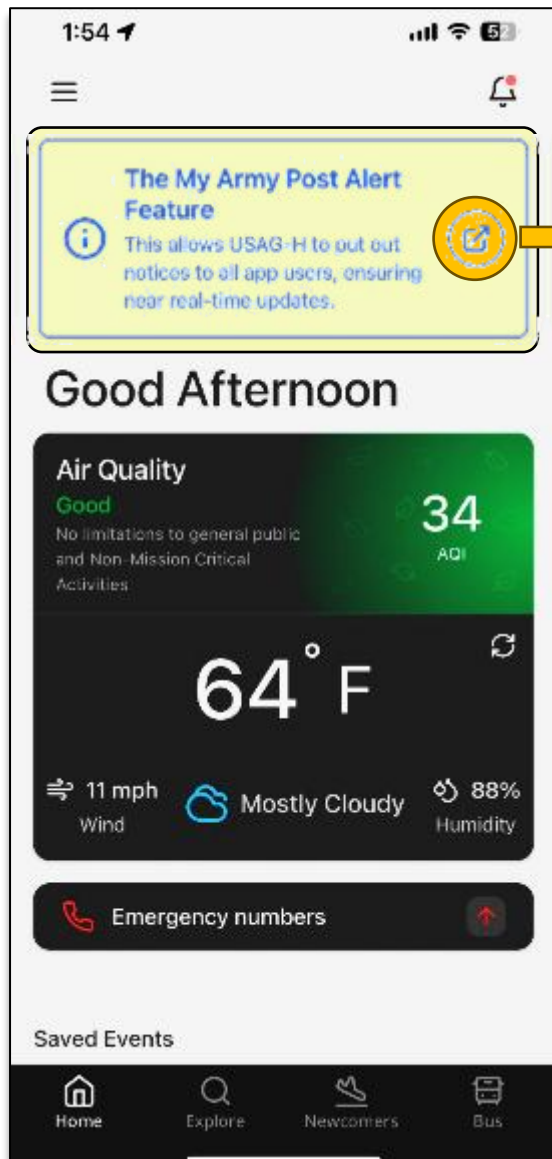 1:54
52
The My Army Post Alert
Feature
This allows USAG-H to out out
notices to all app users, ensuring
near real-time updates.
Good Afternoon
Air Quality
Good
No limitations to general public
and Non-Mission Critical
Activities
34
AQI
64° F
11 mph
Wind
Mostly Cloudy
88%
Humidity
Emergency numbers
Saved Events
Home
Explore
Newcomers
Bus